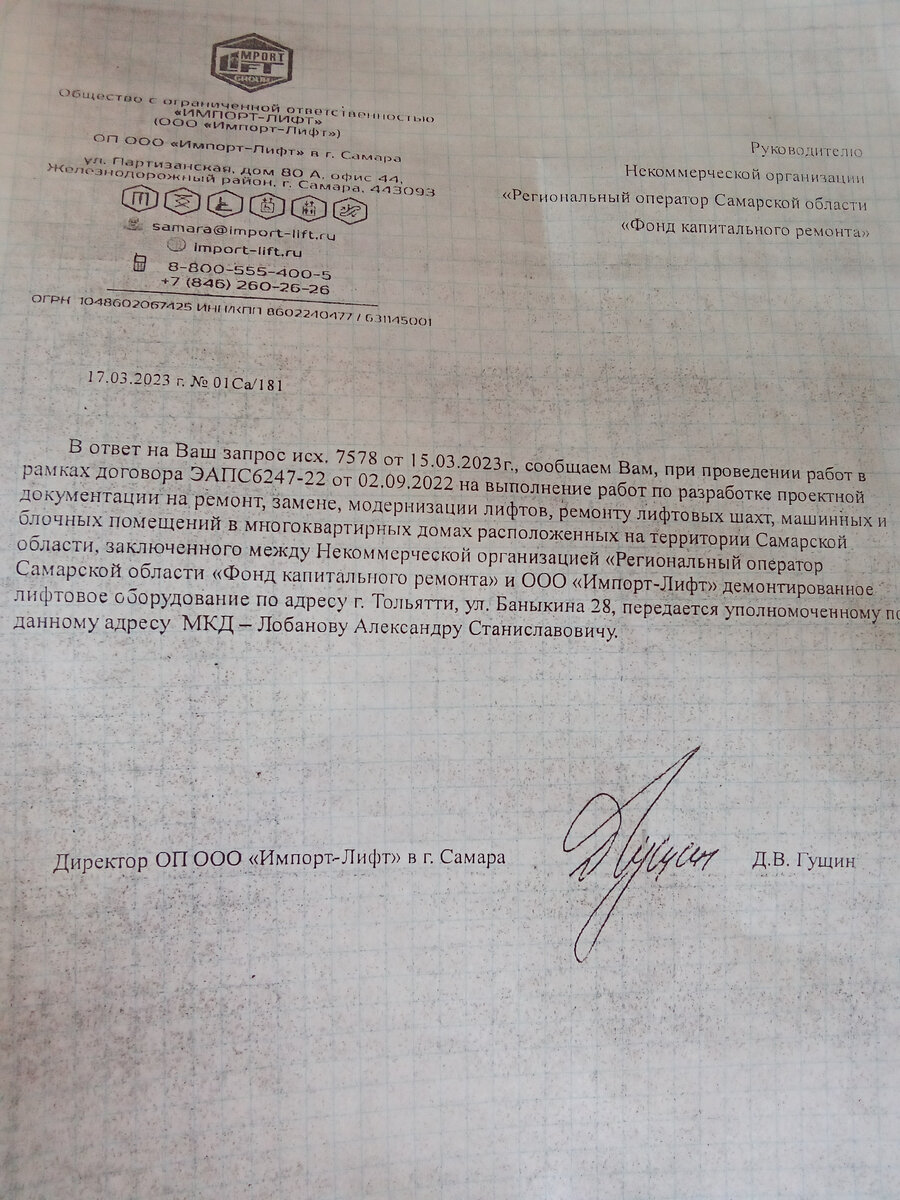 IMPORT
LIFT
GROUP
Общество с ограниченной ответственностью
«ИМПОРТ-ЛИФТ»
(ООО «Импорт-Лифт»)
ОП ООО «Импорт-Лифт» в г. Самара
ул. Партизанская, дом 80 А, офис 44,
Железнодорожный район, г. Самара, 443093
samara@import-lift.ru
import-lift.ru
8-800-555-400-5
+7 (846) 260-26-26
ОГРН 1048602067425 ИНН/КПП 8602240477 / 631145001
Руководителю
Некоммерческой организации
«Региональный оператор Самарской области
«Фонд капитального ремонта»
17.03.2023 г. № 01Са/181
В ответ на Ваш запрос исх. 7578 от 15.03.2023г., сообщаем Вам, при проведении работ в
рамках договора ЭАПС6247-22 от 02.09.2022 на выполнение работ по разработке проектной
документации на ремонт, замене, модернизации лифтов, ремонту лифтовых шахт, машинных и
блочных помещений в многоквартирных домах расположенных на территории Самарской
области, заключенного между Некоммерческой организацией «Региональный оператор
Самарской области «Фонд капитального ремонта» и ООО «Импорт-Лифт» демонтированное
лифтовое оборудование по адресу г. Тольятти, ул. Баныкина 28, передается уполномоченному по
данному адресу МКД – Лобанову Александру Станиславовичу.
Директор ОП ООО «Импорт-Лифт» в г. Самара
Д.В. Гущин